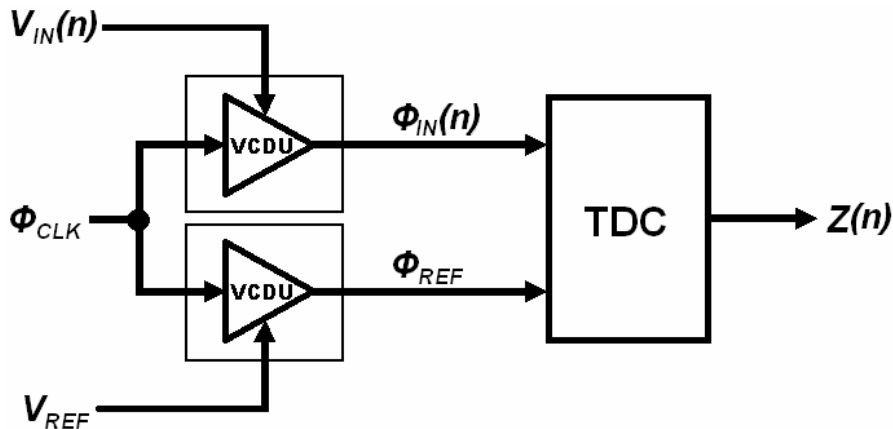 V_IN(n)
VCDU
Φ_IN(n)
Φ_CLK
TDC
Z(n)
VCDU
Φ_REF
V_REF